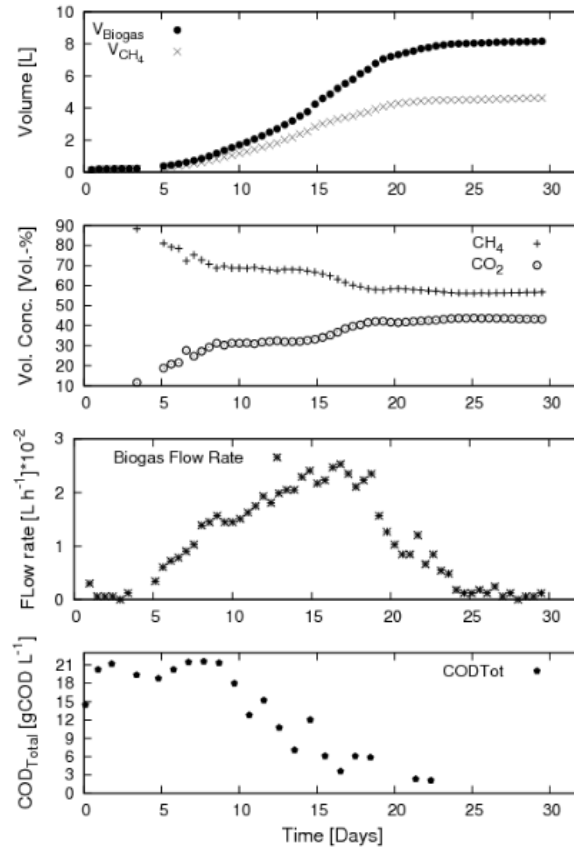 V_Biogas
V_CH4
Volume [L]
10
8
6
4
2
0
0 5 10 15 20 25 30
CH4
CO2
Vol. Conc. [Vol.-%]
90
80
70
60
50
40
30
20
10
0 5 10 15 20 25 30
Biogas Flow Rate
FLow rate [L h⁻¹]*10⁻²
3
2
1
0
0 5 10 15 20 25 30
CODTot
COD_Total [gCOD L⁻¹]
21
18
15
12
9
6
3
0
0 5 10 15 20 25 30
Time [Days]